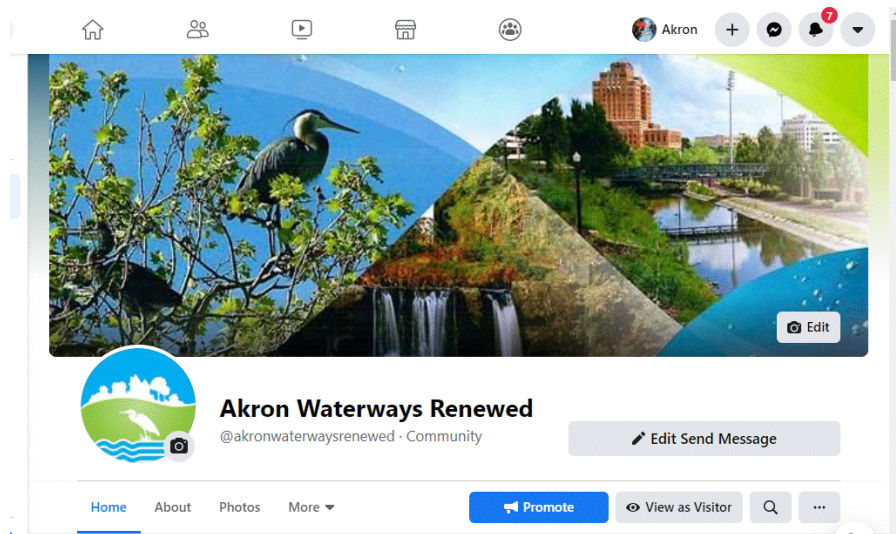 Akron
7
Edit
Akron Waterways Renewed
@akronwaterwaysrenewed · Community
Edit Send Message
Home About Photos More
Promote View as Visitor